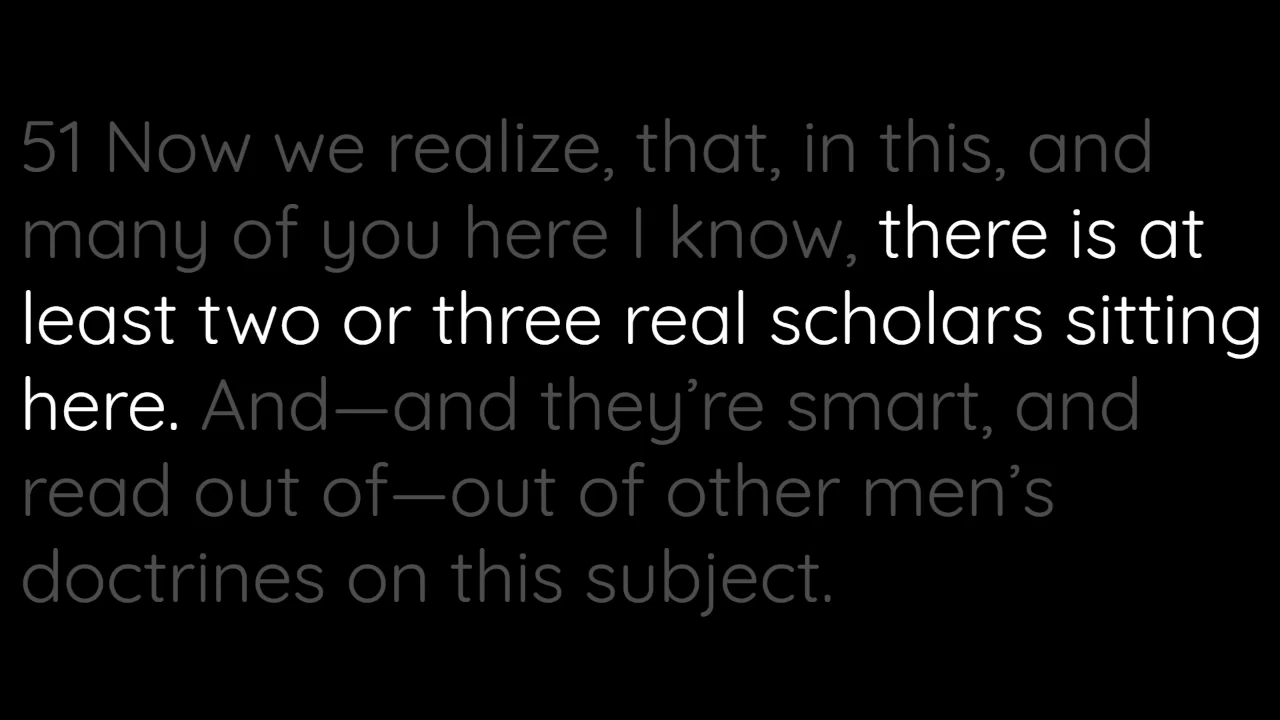 51 Now we realize, that, in this, and
many of you here I know, there is at
least two or three real scholars sitting
here. And—and they’re smart, and
read out of—out of other men’s
doctrines on this subject.